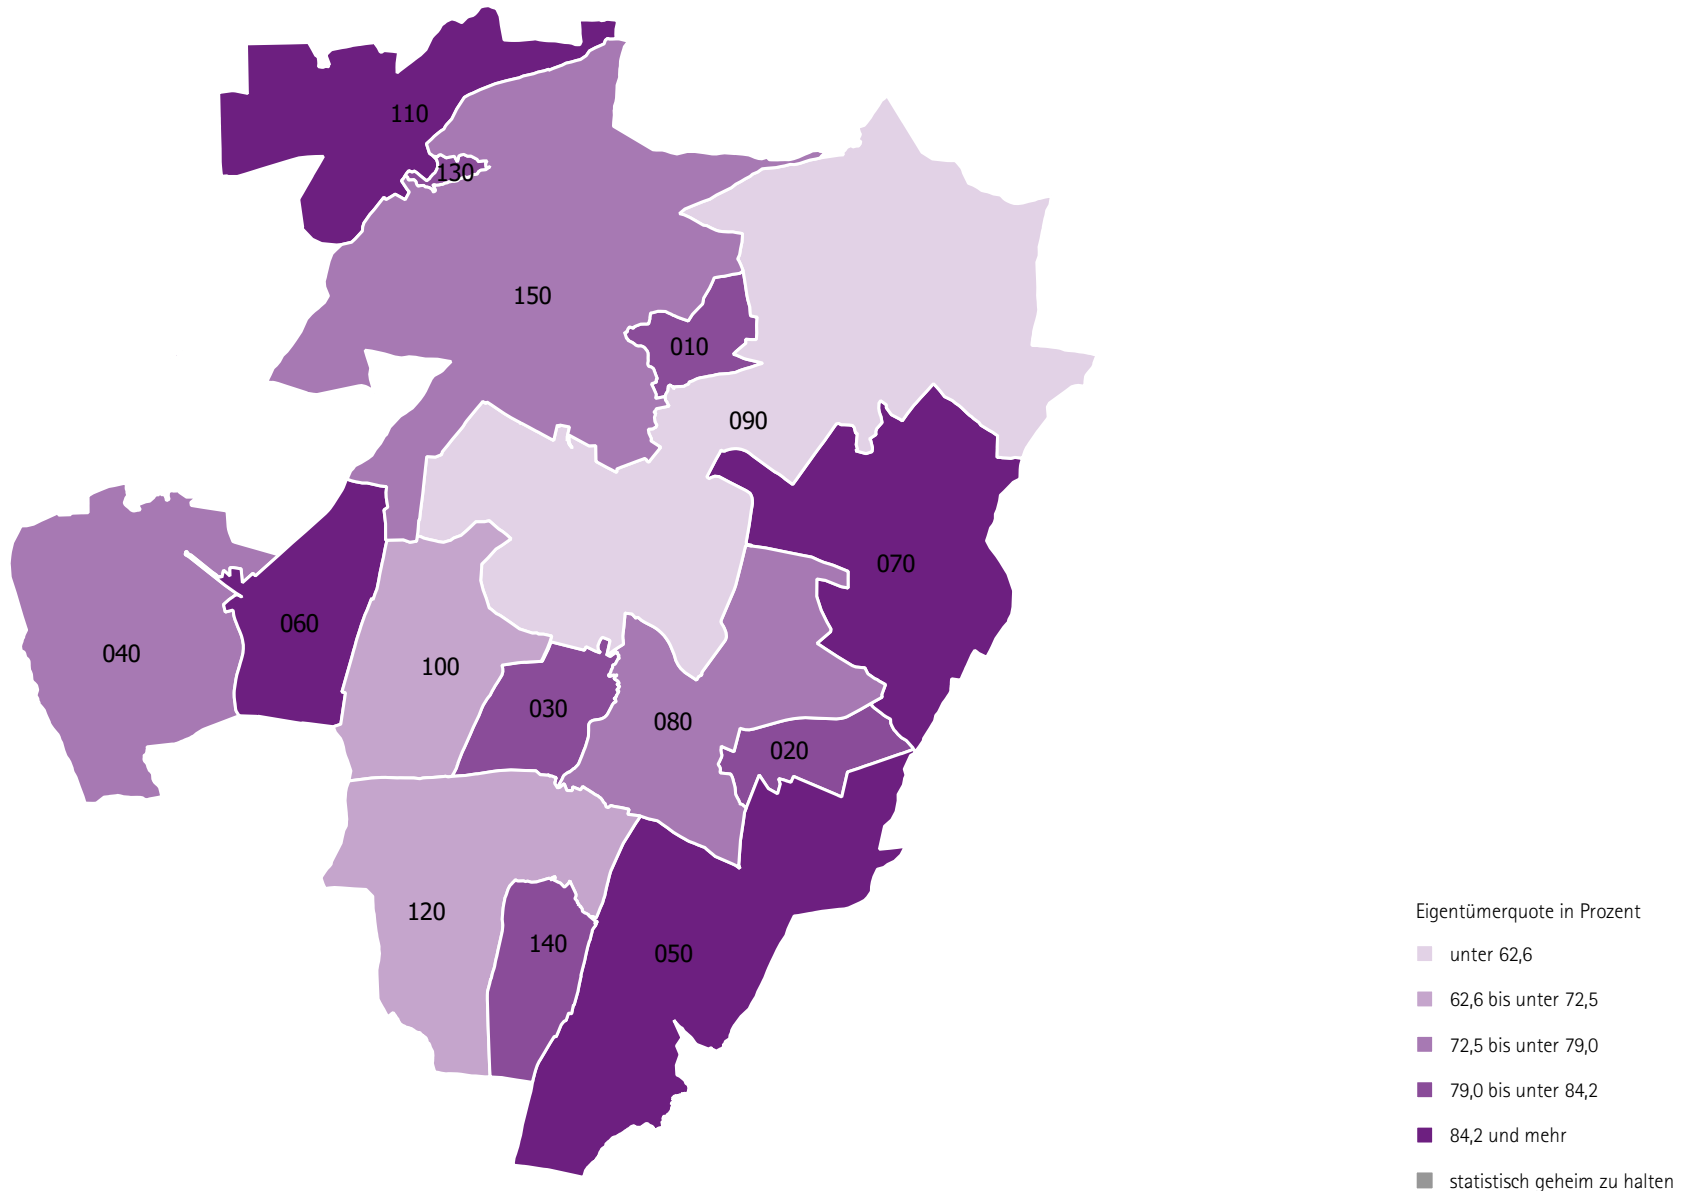 110
130
150
010
090
070
060
040
100
030
080
020
120
140
050
Eigentümerquote in Prozent
unter 62,6
62,6 bis unter 72,5
72,5 bis unter 79,0
79,0 bis unter 84,2
84,2 und mehr
statistisch geheim zu halten